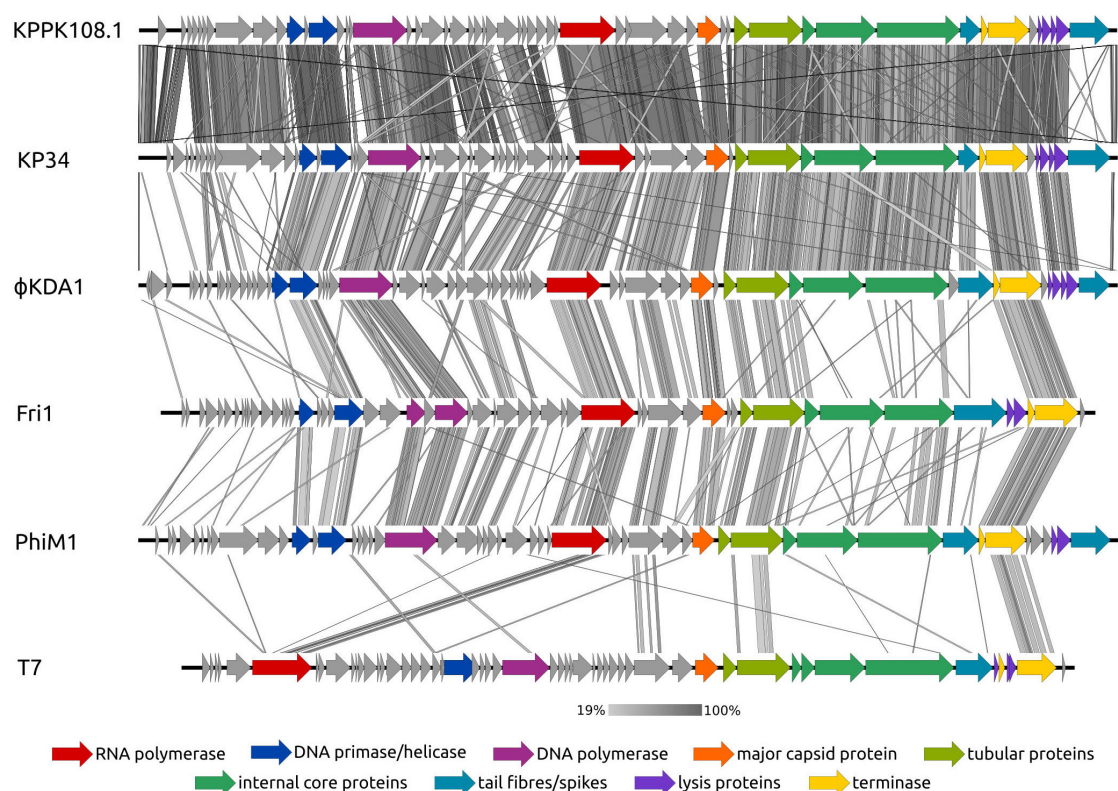 KPPK108.1
KP34
ϕKDA1
Fri1
PhiM1
T7
19% 100%
RNA polymerase DNA primase/helicase DNA polymerase major capsid protein tubular proteins
internal core proteins tail fibres/spikes lysis proteins terminase